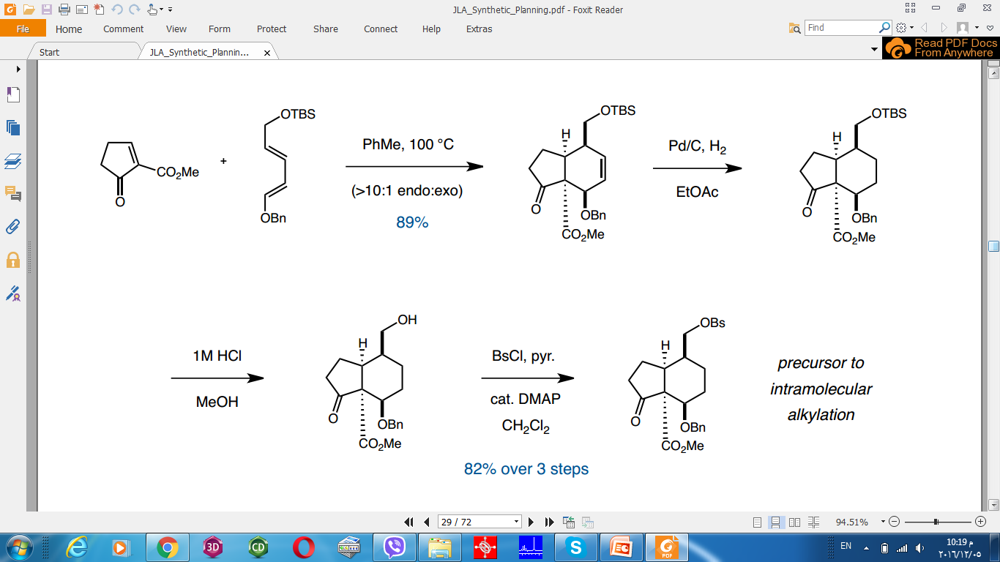 JLA_Synthetic_Planning.pdf - Foxit Reader
File Home Comment View Form Protect Share Connect Help Extras
Find
Start
JLA_Synthetic_Plannin...
Read PDF Docs
From Anywhere
OTBS
CO₂Me
O
+
OBn
PhMe, 100 °C
(>10:1 endo:exo)
89%
OTBS
H
O
OBn
CO₂Me
Pd/C, H₂
EtOAc
OTBS
H
O
OBn
CO₂Me
1M HCl
MeOH
OH
H
O
OBn
CO₂Me
BsCl, pyr.
cat. DMAP
CH₂Cl₂
82% over 3 steps
OBs
H
O
OBn
CO₂Me
precursor to
intramolecular
alkylation
29 / 72
94.51%
3D
CD
S
PDF
EN
10:19 م
٢٠١٦/١٢/٠٥